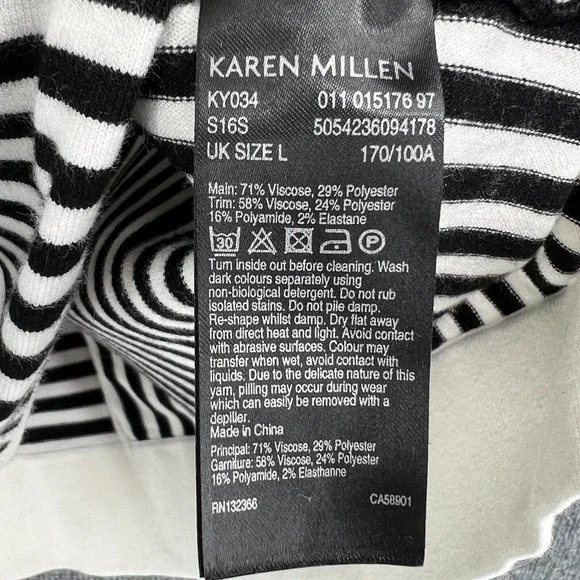 KAREN MILLEN
KY034 011 015176 97
S16S 5054236094178
UK SIZE L 170/100A
Main: 71% Viscose, 29% Polyester
Trim: 58% Viscose, 24% Polyester
16% Polyamide, 2% Elastane
30 P
Turn inside out before cleaning. Wash
dark colours separately using
non-biological detergent. Do not rub
isolated stains. Do not pile damp.
Re-shape whilst damp. Dry flat away
from direct heat and light. Avoid contact
with abrasive surfaces. Colour may
transfer when wet, avoid contact with
liquids. Due to the delicate nature of this
yarn, pilling may occur during wear
which can easily be removed with a
depiller.
Made in China
Principal: 71% Viscose, 29% Polyester
Garniture: 58% Viscose, 24% Polyester
16% Polyamide, 2% Elasthanne
RN132366 CA58901